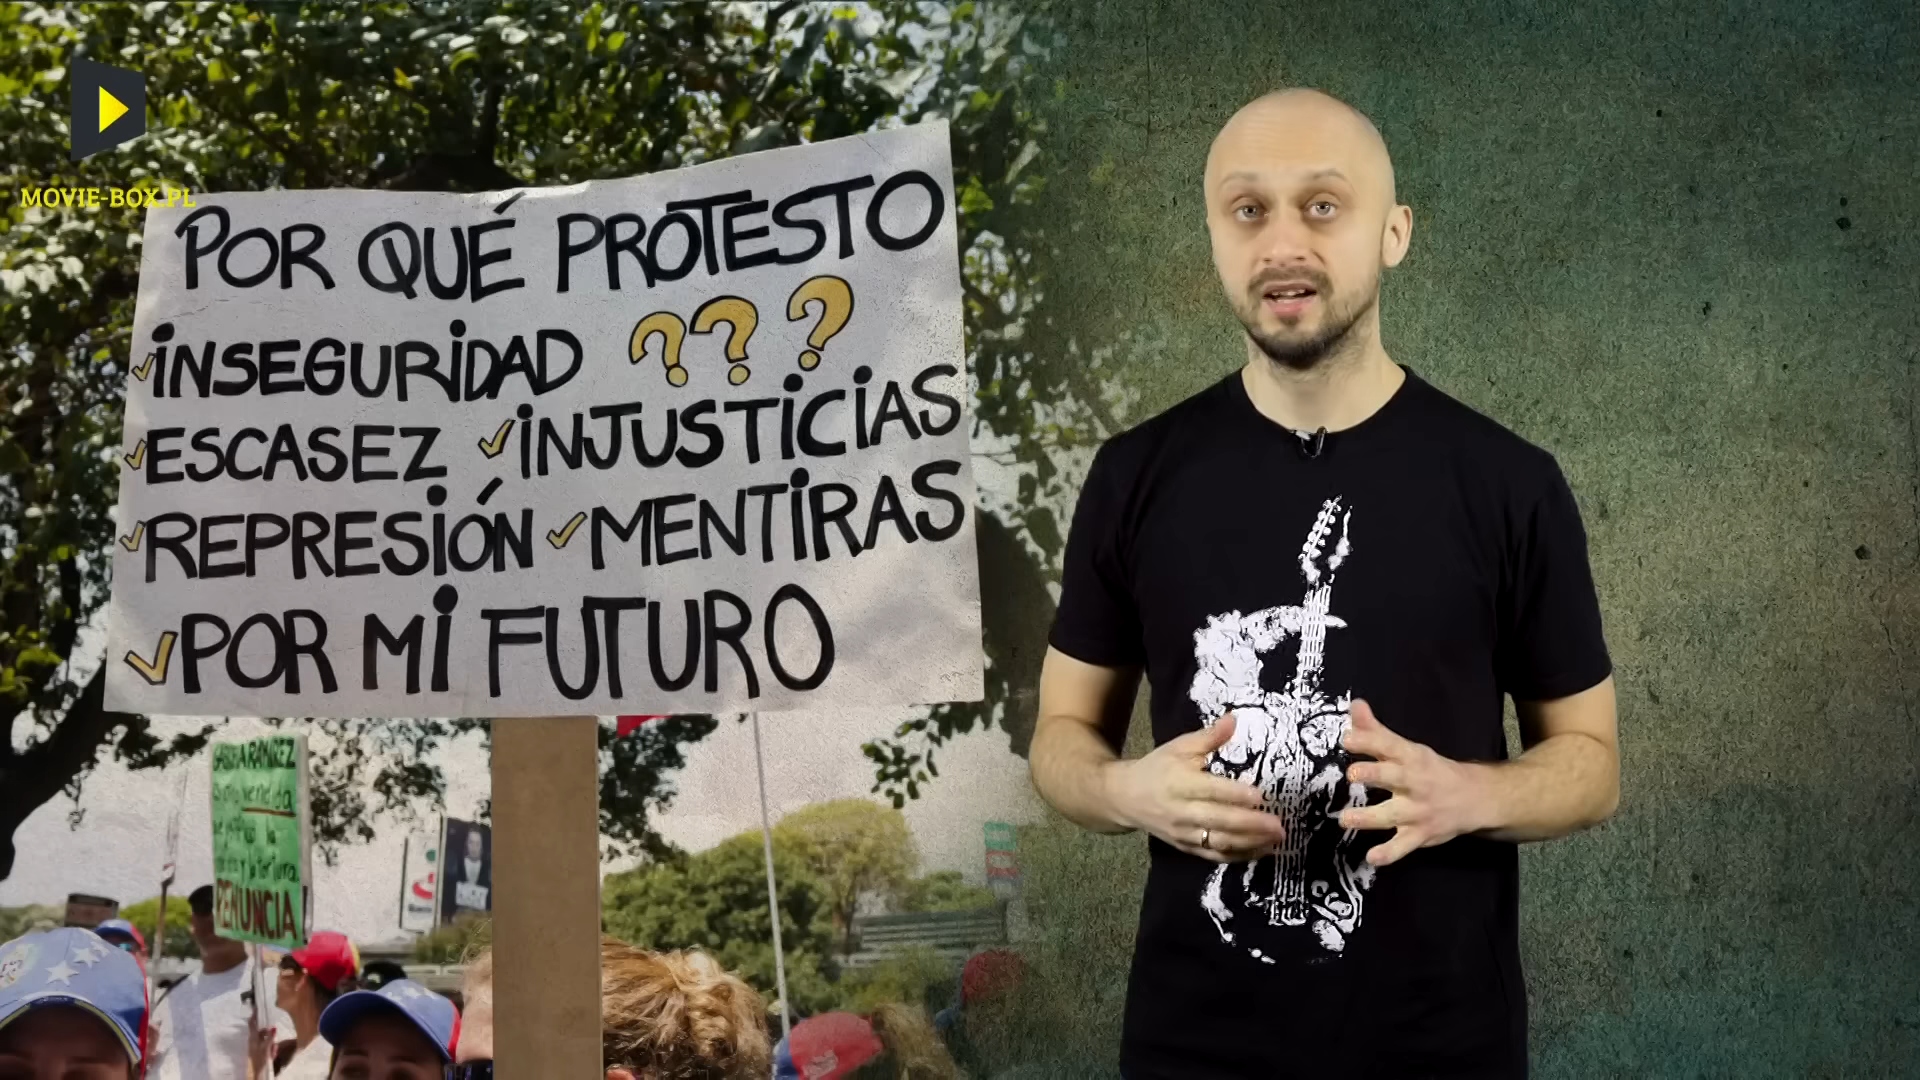 MOVIE-BOX.PL
POR QUÉ PROTESTO
INSEGURIDAD ???
ESCASEZ INJUSTICIAS
REPRESIÓN MENTIRAS
POR MI FUTURO
RENUNCIA!